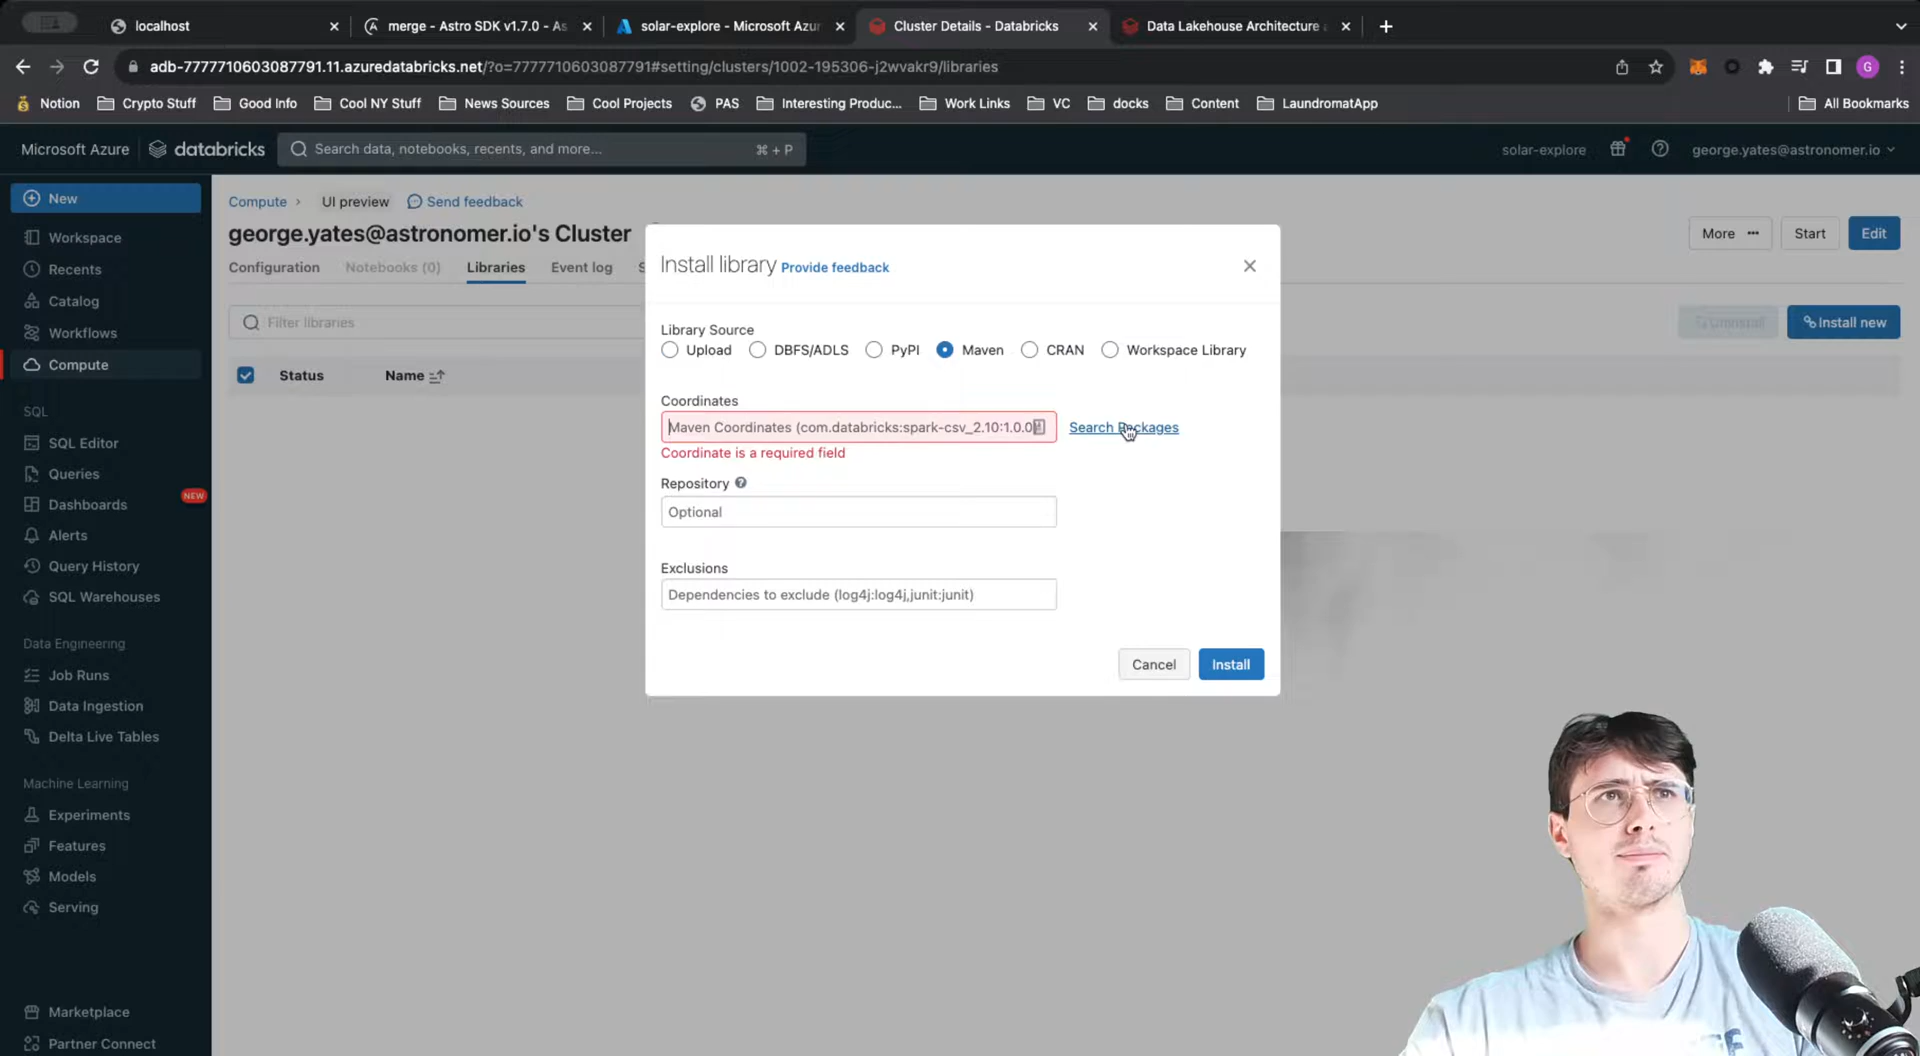 localhost
merge - Astro SDK v1.7.0 - As
solar-explore - Microsoft Azur
Cluster Details - Databricks
Data Lakehouse Architecture
adb-7777710603087791.11.azuredatabricks.net/?o=7777710603087791#setting/clusters/1002-195306-j2wvakr9/libraries
G
Notion
Crypto Stuff
Good Info
Cool NY Stuff
News Sources
Cool Projects
PAS
Interesting Produc...
Work Links
VC
docks
Content
LaundromatApp
All Bookmarks
Microsoft Azure
databricks
Search data, notebooks, recents, and more...
⌘ + P
solar-explore
george.yates@astronomer.io
New
Workspace
Recents
Catalog
Workflows
Compute
SQL
SQL Editor
Queries
Dashboards
NEW
Alerts
Query History
SQL Warehouses
Data Engineering
Job Runs
Data Ingestion
Delta Live Tables
Machine Learning
Experiments
Features
Models
Serving
Marketplace
Partner Connect
Compute
UI preview
Send feedback
george.yates@astronomer.io's Cluster
More
Start
Edit
Configuration
Notebooks (0)
Libraries
Event log
S
Filter libraries
Uninstall
Install new
Status
Name
Install library
Provide feedback
Library Source
Upload
DBFS/ADLS
PyPI
Maven
CRAN
Workspace Library
Coordinates
Maven Coordinates (com.databricks:spark-csv_2.10:1.0.0
Search Packages
Coordinate is a required field
Repository
Optional
Exclusions
Dependencies to exclude (log4j:log4j,junit:junit)
Cancel
Install